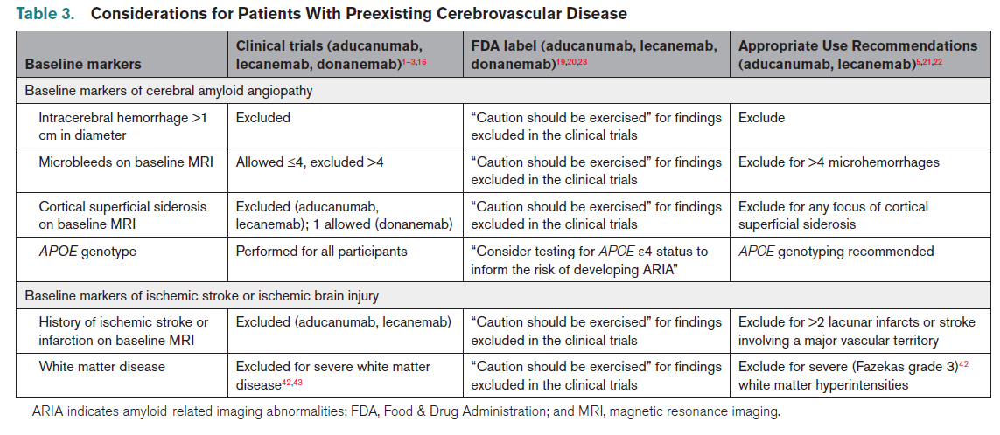 Table 3. Considerations for Patients With Preexisting Cerebrovascular Disease
Baseline markers
Clinical trials (aducanumab,
lecanemab, donanemab)1–3,16
FDA label (aducanumab, lecanemab,
donanemab)19,20,23
Appropriate Use Recommendations
(aducanumab, lecanemab)5,21,22
Baseline markers of cerebral amyloid angiopathy
Intracerebral hemorrhage >1
cm in diameter
Excluded
“Caution should be exercised” for findings
excluded in the clinical trials
Exclude
Microbleeds on baseline MRI
Allowed ≤4, excluded >4
“Caution should be exercised” for findings
excluded in the clinical trials
Exclude for >4 microhemorrhages
Cortical superficial siderosis
on baseline MRI
Excluded (aducanumab,
lecanemab); 1 allowed (donanemab)
“Caution should be exercised” for findings
excluded in the clinical trials
Exclude for any focus of cortical
superficial siderosis
APOE genotype
Performed for all participants
“Consider testing for APOE ε4 status to
inform the risk of developing ARIA”
APOE genotyping recommended
Baseline markers of ischemic stroke or ischemic brain injury
History of ischemic stroke or
infarction on baseline MRI
Excluded (aducanumab, lecanemab)
“Caution should be exercised” for findings
excluded in the clinical trials
Exclude for >2 lacunar infarcts or stroke
involving a major vascular territory
White matter disease
Excluded for severe white matter
disease42,43
“Caution should be exercised” for findings
excluded in the clinical trials
Exclude for severe (Fazekas grade 3)42
white matter hyperintensities
ARIA indicates amyloid-related imaging abnormalities; FDA, Food & Drug Administration; and MRI, magnetic resonance imaging.